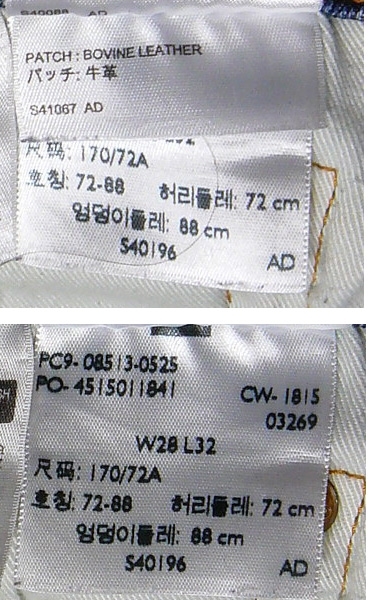 AD
PATCH : BOVINE LEATHER
パッチ: 牛革
S41067 AD
尺码: 170/72A
호칭: 72-88 허리둘레: 72 cm
엉덩이둘레: 88 cm
S40196 AD
PC9- 08513-0525
PO- 4515011841 CW- 1815
03269
W28 L32
尺码: 170/72A
호칭: 72-88 허리둘레: 72 cm
엉덩이둘레: 88 cm
S40196 AD